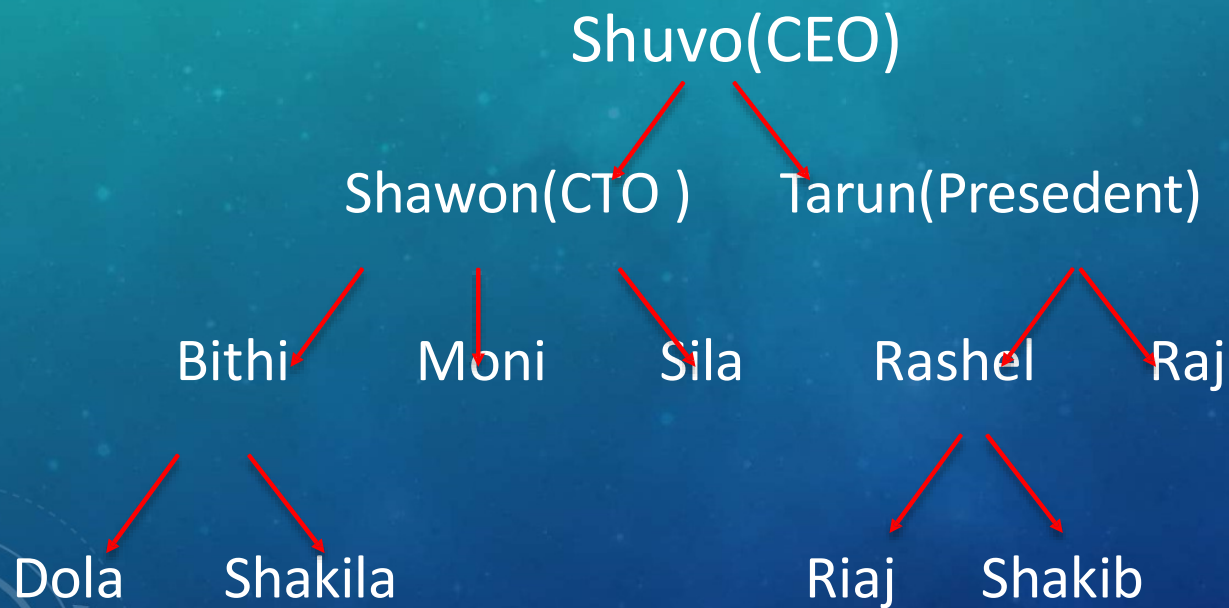 Shuvo(CEO)
Shawon(CTO ) Tarun(Presedent)
Bithi Moni Sila Rashel Raj
Dola Shakila Riaj Shakib